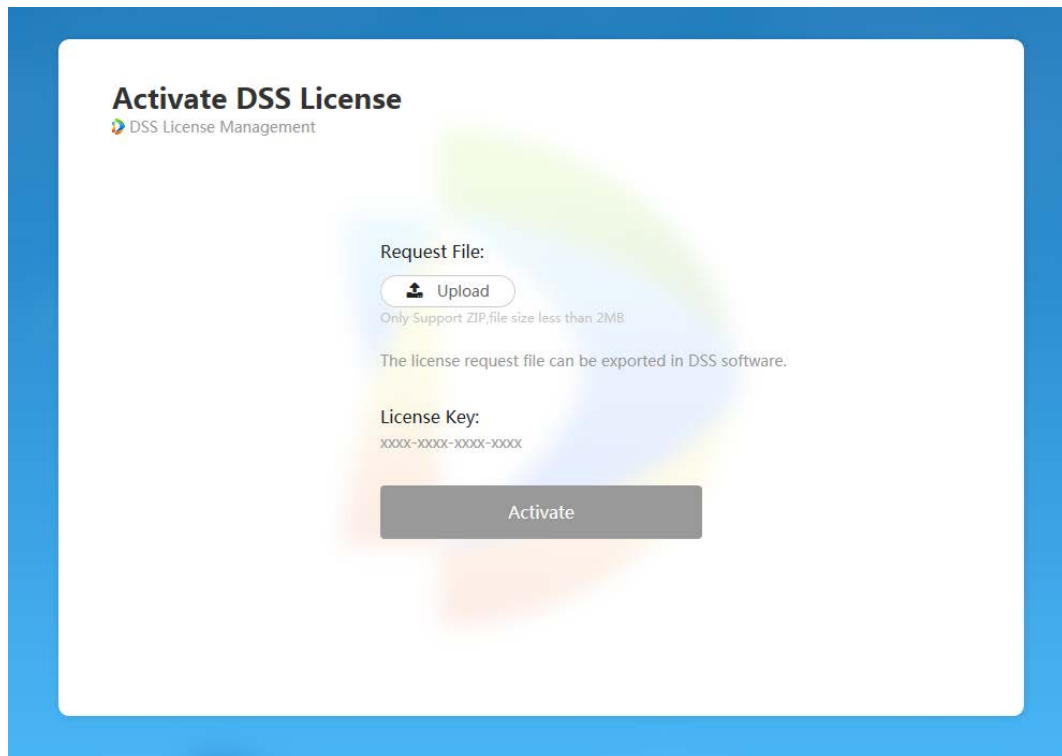 Activate DSS License
DSS License Management
Request File:
Upload
Only Support ZIP,file size less than 2MB
The license request file can be exported in DSS software.
License Key:
xxxx-xxxx-xxxx-xxxx
Activate